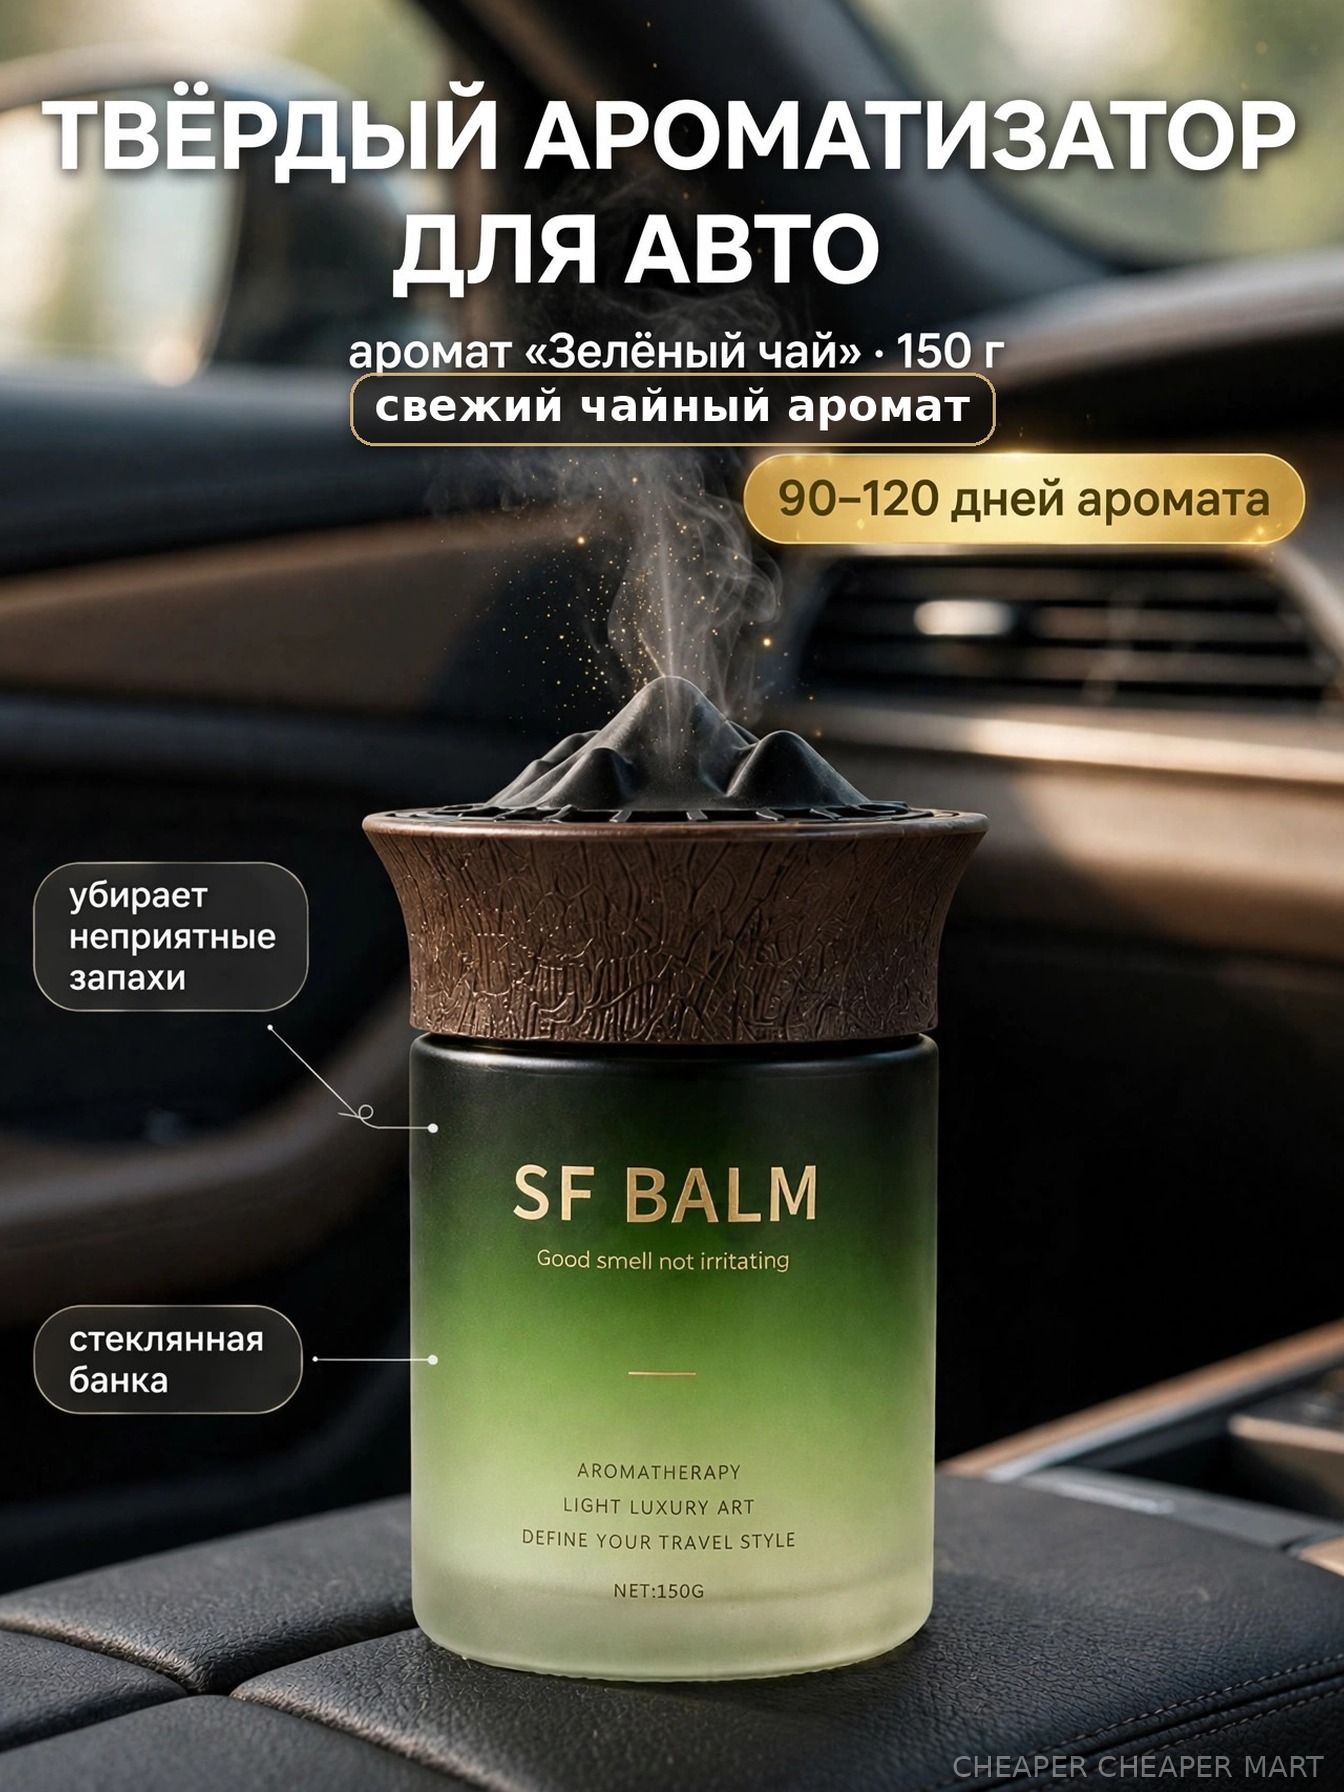 ТВЁРДЫЙ АРОМАТИЗАТОР
ДЛЯ АВТО
аромат «Зелёный чай» · 150 г
свежий чайный аромат
90–120 дней аромата
убирает
неприятные
запахи
SF BALM
Good smell not irritating
стеклянная
банка
AROMATHERAPY
LIGHT LUXURY ART
DEFINE YOUR TRAVEL STYLE
NET:150G
CHEAPER CHEAPER MART